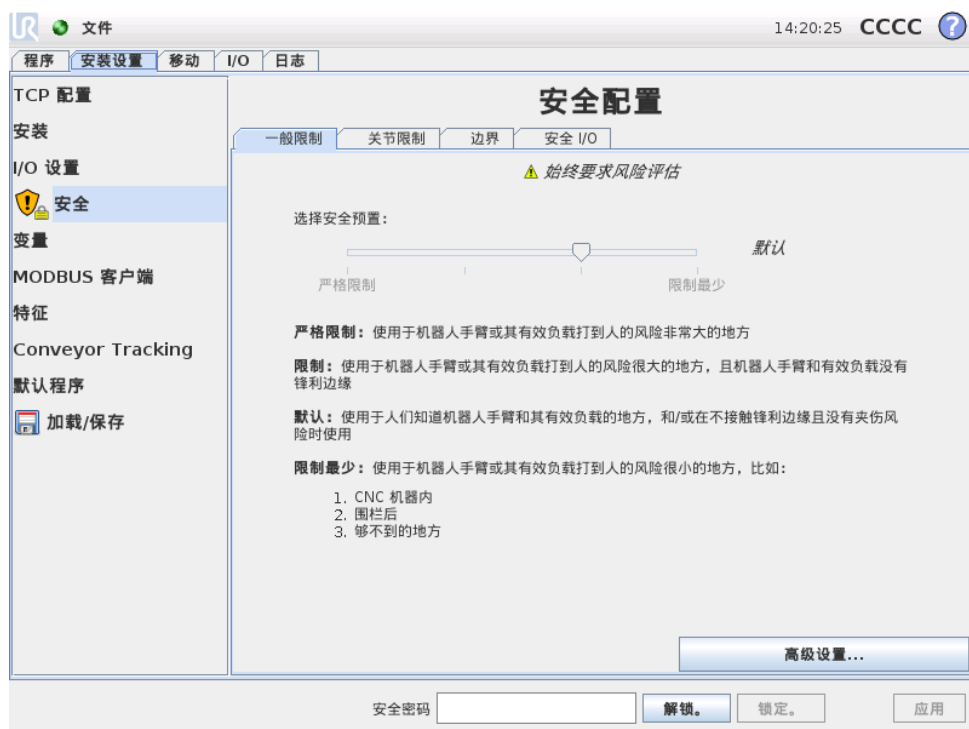 UR 文件 14:20:25 CCCC ?
程序 安装设置 移动 I/O 日志
TCP 配置
安装
I/O 设置
安全
变量
MODBUS 客户端
特征
Conveyor Tracking
默认程序
加载/保存
安全配置
一般限制 关节限制 边界 安全 I/O
始终要求风险评估
选择安全预置：
默认
严格限制 限制最少
严格限制：使用于机器人手臂或其有效负载打到人的风险非常大的地方
限制：使用于机器人手臂或其有效负载打到人的风险很大的地方，且机器人手臂和有效负载没有
锋利边缘
默认：使用于人们知道机器人手臂和其有效负载的地方，和/或在不接触锋利边缘且没有夹伤风
险时使用
限制最少：使用于机器人手臂或其有效负载打到人的风险很小的地方，比如：
1. CNC 机器内
2. 围栏后
3. 够不到的地方
高级设置...
安全密码 解锁。 锁定。 应用